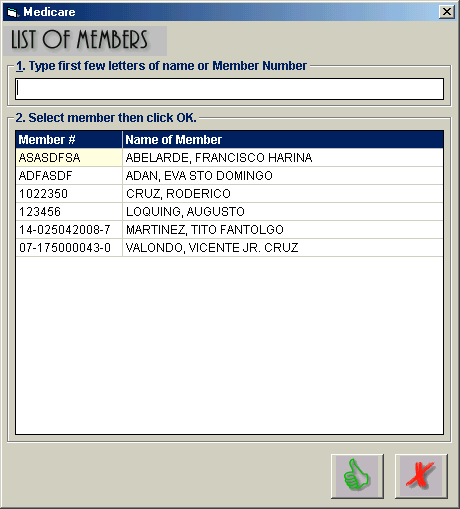 Medicare
LIST OF MEMBERS
1. Type first few letters of name or Member Number
2. Select member then click OK.
Member # Name of Member
ASASDFSA ABELARDE, FRANCISCO HARINA
ADFASDF ADAN, EVA STO DOMINGO
1022350 CRUZ, RODERICO
123456 LOQUING, AUGUSTO
14-025042008-7 MARTINEZ, TITO FANTOLGO
07-175000043-0 VALONDO, VICENTE JR. CRUZ